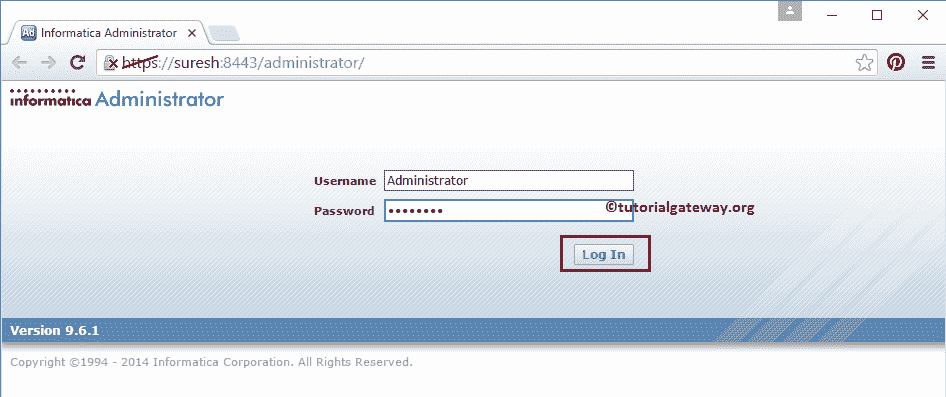 Ad Informatica Administrator
https://suresh:8443/administrator/
informatica Administrator
Username Administrator
Password ••••••••
©tutorialgateway.org
Log In
Version 9.6.1
Copyright ©1994 - 2014 Informatica Corporation. All Rights Reserved.